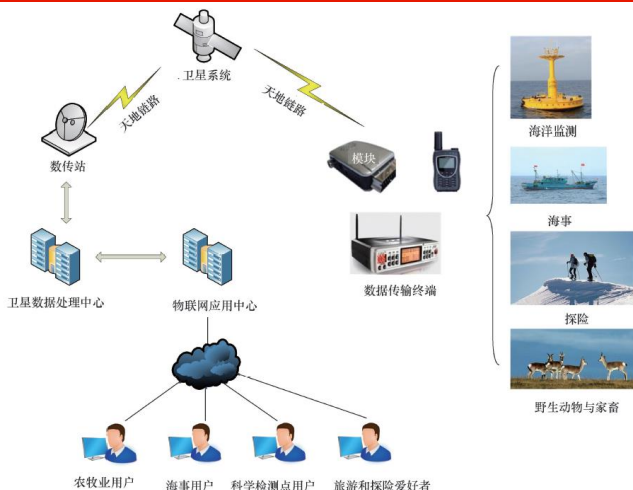 卫星系统
天地链路
天地链路
数传站
模块
海洋监测
海事
数据传输终端
卫星数据处理中心
物联网应用中心
探险
野生动物与家畜
农牧业用户
海事用户
科学检测点用户
旅游和探险爱好者